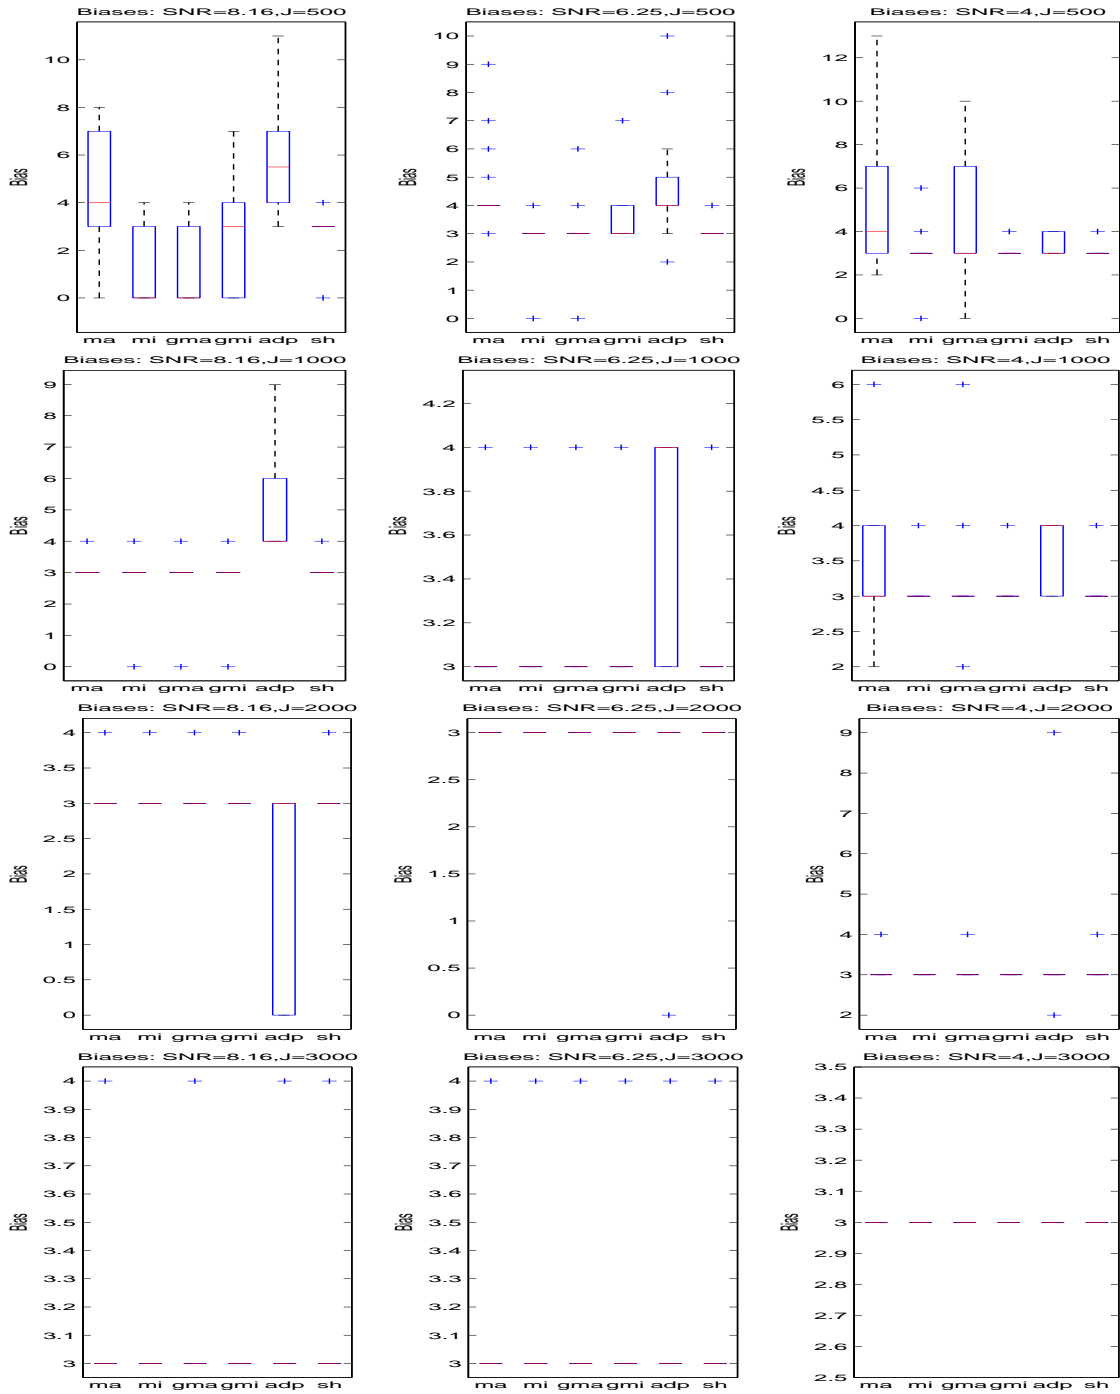 Biases: SNR=8.16,J=500
10
8
6
4
2
0
Bias
ma mi gma gmi adp sh
Biases: SNR=6.25,J=500
10
9
8
7
6
5
4
3
2
1
0
Bias
ma mi gma gmi adp sh
Biases: SNR=4,J=500
12
10
8
6
4
2
0
Bias
ma mi gma gmi adp sh
Biases: SNR=8.16,J=1000
9
8
7
6
5
4
3
2
1
0
Bias
ma mi gma gmi adp sh
Biases: SNR=6.25,J=1000
4.2
4
3.8
3.6
3.4
3.2
3
Bias
ma mi gma gmi adp sh
Biases: SNR=4,J=1000
6
5.5
5
4.5
4
3.5
3
2.5
2
Bias
ma mi gma gmi adp sh
Biases: SNR=8.16,J=2000
4
3.5
3
2.5
2
1.5
1
0.5
0
Bias
ma mi gma gmi adp sh
Biases: SNR=6.25,J=2000
3
2.5
2
1.5
1
0.5
0
Bias
ma mi gma gmi adp sh
Biases: SNR=4,J=2000
9
8
7
6
5
4
3
2
Bias
ma mi gma gmi adp sh
Biases: SNR=8.16,J=3000
4
3.9
3.8
3.7
3.6
3.5
3.4
3.3
3.2
3.1
3
Bias
ma mi gma gmi adp sh
Biases: SNR=6.25,J=3000
4
3.9
3.8
3.7
3.6
3.5
3.4
3.3
3.2
3.1
3
Bias
ma mi gma gmi adp sh
Biases: SNR=4,J=3000
3.5
3.4
3.3
3.2
3.1
3
2.9
2.8
2.7
2.6
2.5
Bias
ma mi gma gmi adp sh